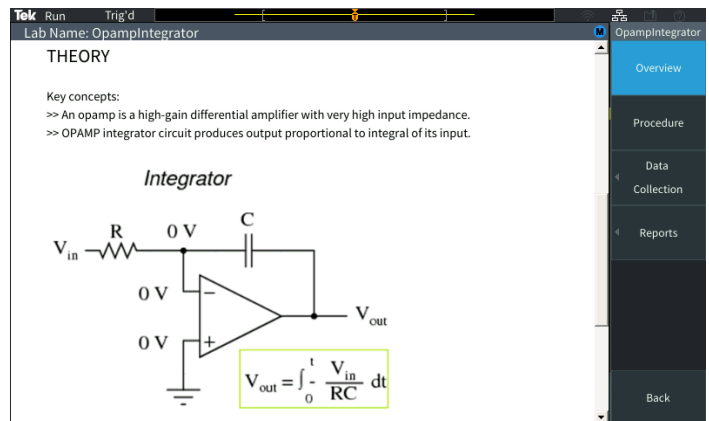 Tek Run Trig'd
Lab Name: OpampIntegrator
M
OpampIntegrator
THEORY
Overview
Key concepts:
>> An opamp is a high-gain differential amplifier with very high input impedance.
>> OPAMP integrator circuit produces output proportional to integral of its input.
Procedure
Data
Collection
Reports
Integrator
R 0 V C
Vin
0 V
−
Vout
0 V
+
Vout = ∫₀ᵗ - Vin/RC dt
Back